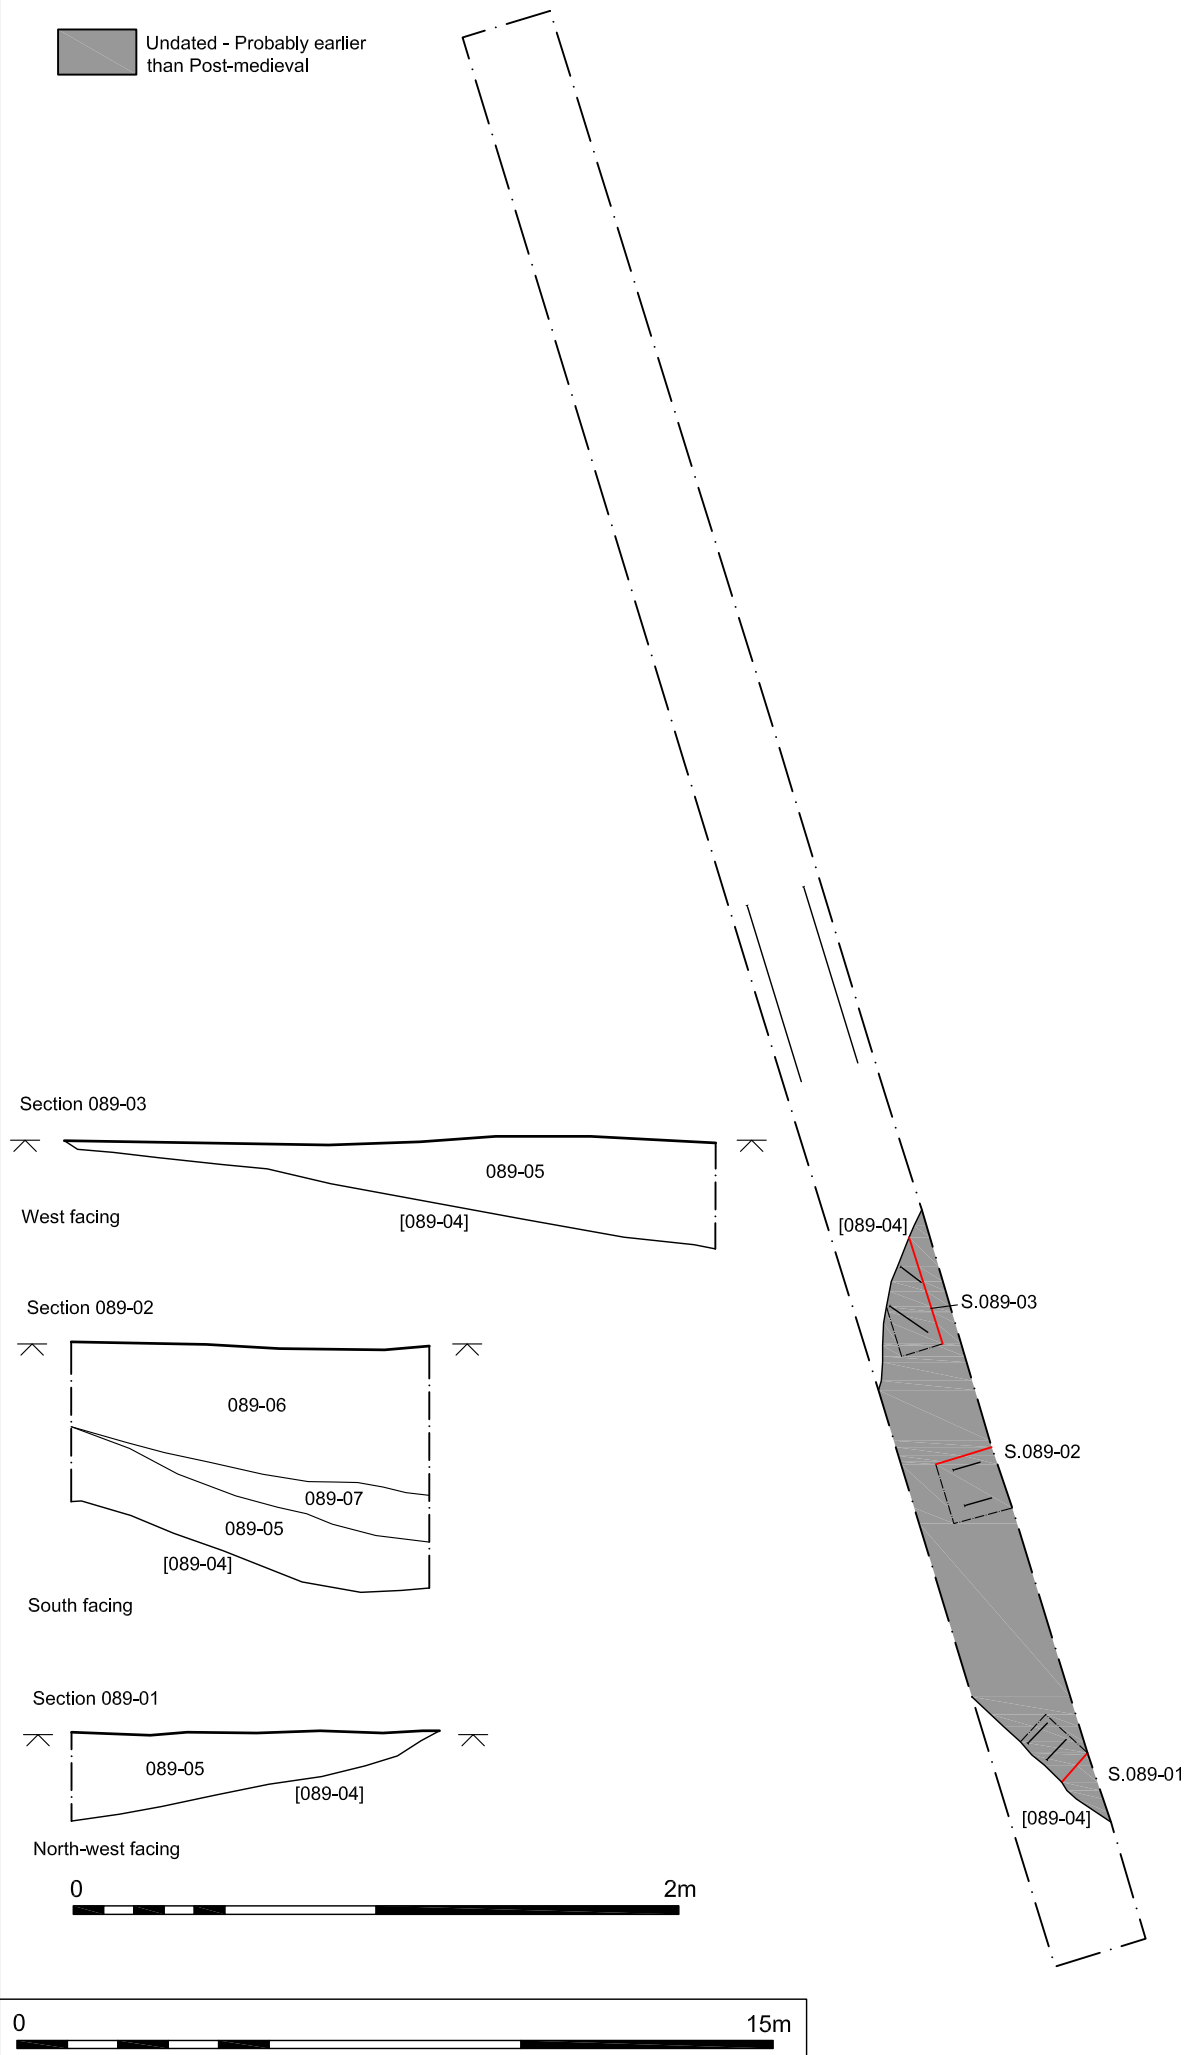 Undated - Probably earlier
than Post-medieval
Section 089-03
089-05
[089-04]
West facing
Section 089-02
089-06
089-07
089-05
[089-04]
South facing
Section 089-01
089-05
[089-04]
North-west facing
0 2m
0 15m
[089-04]
S.089-03
S.089-02
S.089-01
[089-04]